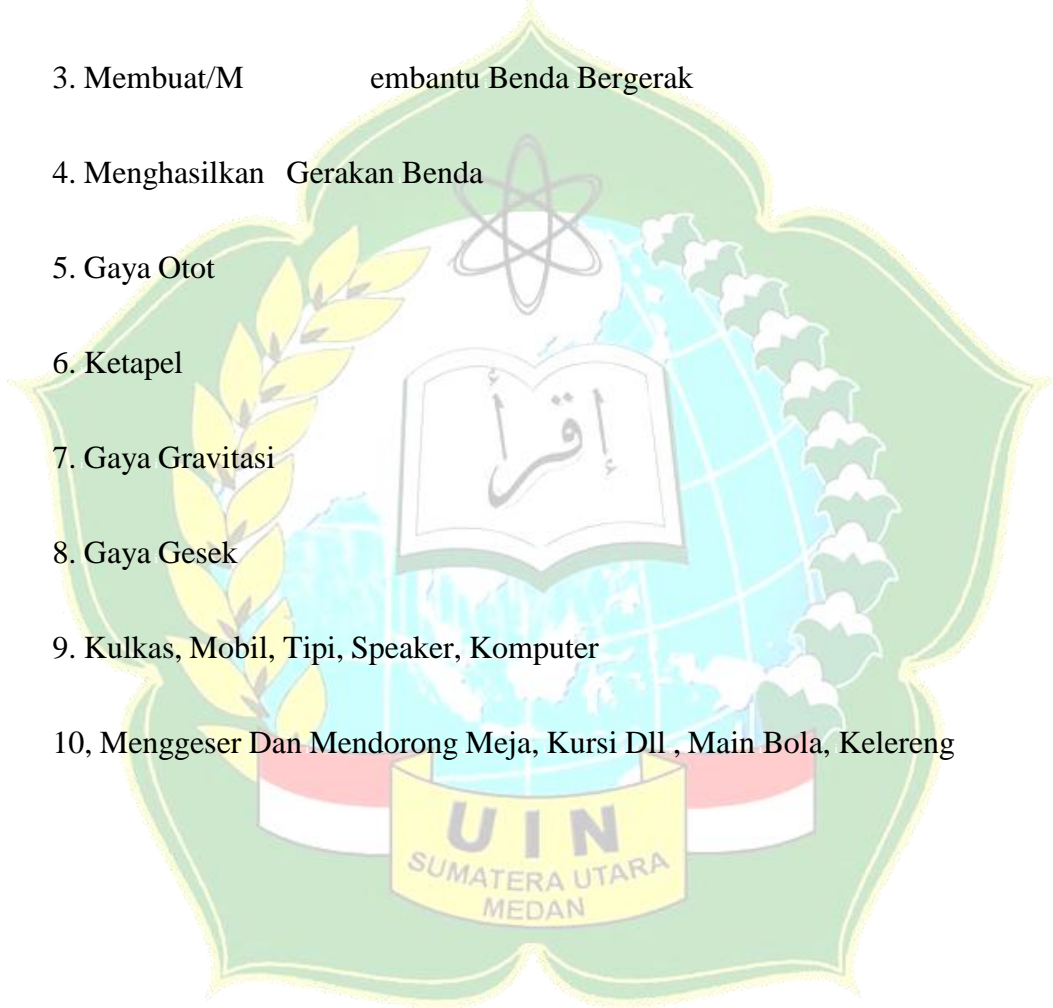 3. Membuat/M embantu Benda Bergerak
4. Menghasilkan Gerakan Benda
5. Gaya Otot
6. Ketapel
إقرأ
7. Gaya Gravitasi
8. Gaya Gesek
9. Kulkas, Mobil, Tipi, Speaker, Komputer
10, Menggeser Dan Mendorong Meja, Kursi Dll , Main Bola, Kelereng
UIN
SUMATERA UTARA
MEDAN